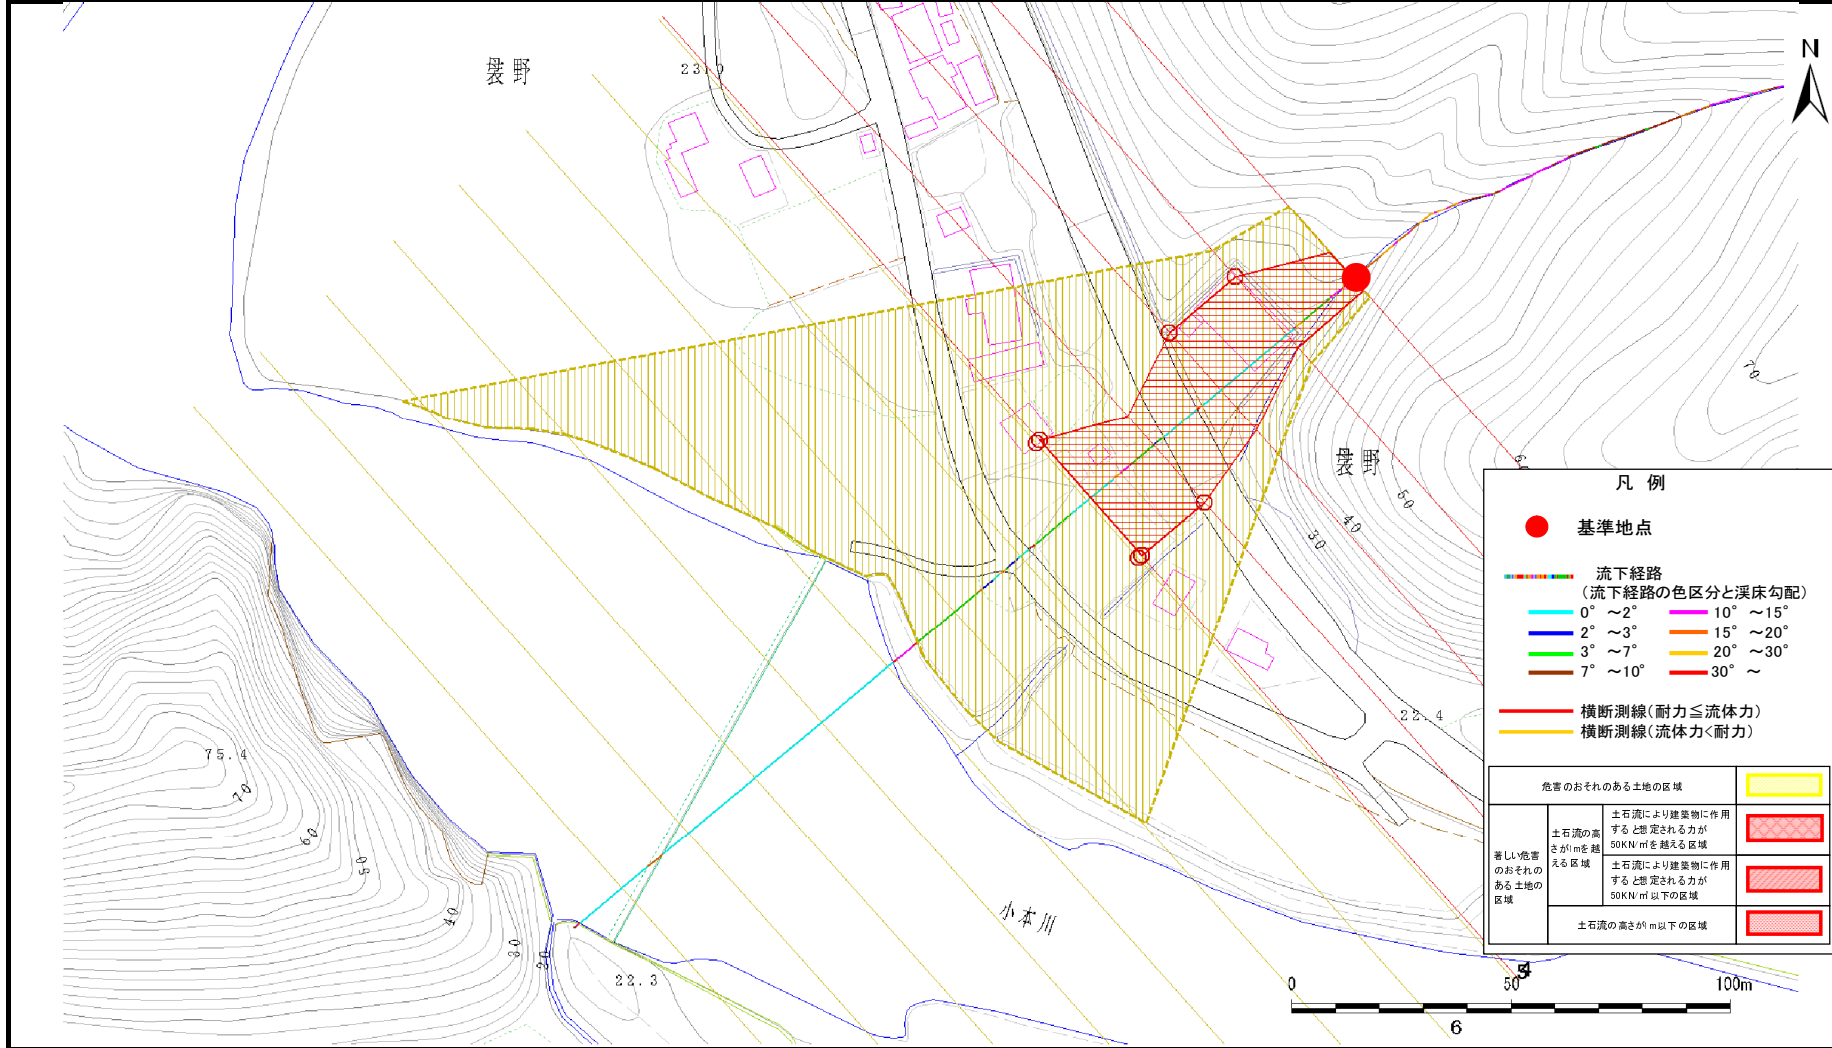 袰野
23.0
N
袰野
70
60
50
40
30
22.4
75.4
70
60
50
40
30
20
22.3
小本川
凡 例
基準地点
流下経路
(流下経路の色区分と渓床勾配)
0° ~2° 10° ~15°
2° ~3° 15° ~20°
3° ~7° 20° ~30°
7° ~10° 30° ~
横断測線(耐力≦流体力)
横断測線(流体力<耐力)
危害のおそれのある土地の区域
著しい危害
のおそれの
ある土地の
区域
土石流の高
さが1mを越
える区域
土石流により建築物に作用
すると想定される力が
50KN/㎡を越える区域
土石流により建築物に作用
すると想定される力が
50KN/㎡以下の区域
土石流の高さが1m以下の区域
0 50 100m
6